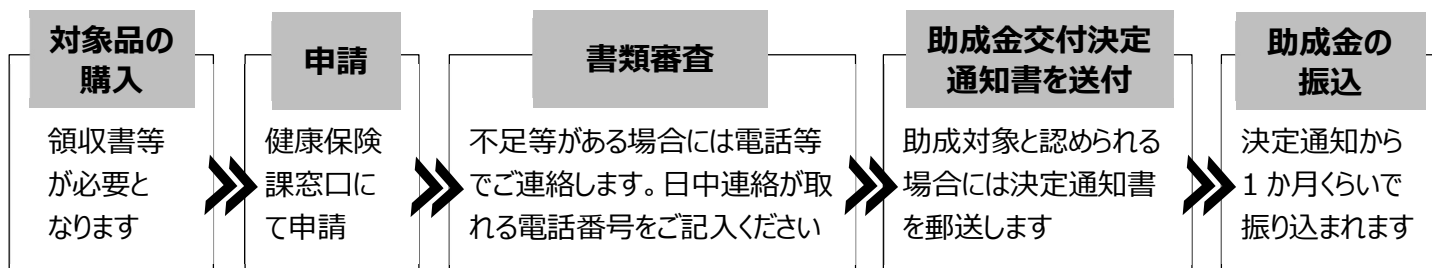 対象品の
購入
領収書等
が必要と
なります
申請
健康保険
課窓口に
て申請
書類審査
不足等がある場合には電話等
でご連絡します。日中連絡が取
れる電話番号をご記入ください
助成金交付決定
通知書を送付
助成対象と認められる
場合には決定通知書
を郵送します
助成金の
振込
決定通知から
1 か月くらいで
振り込まれます